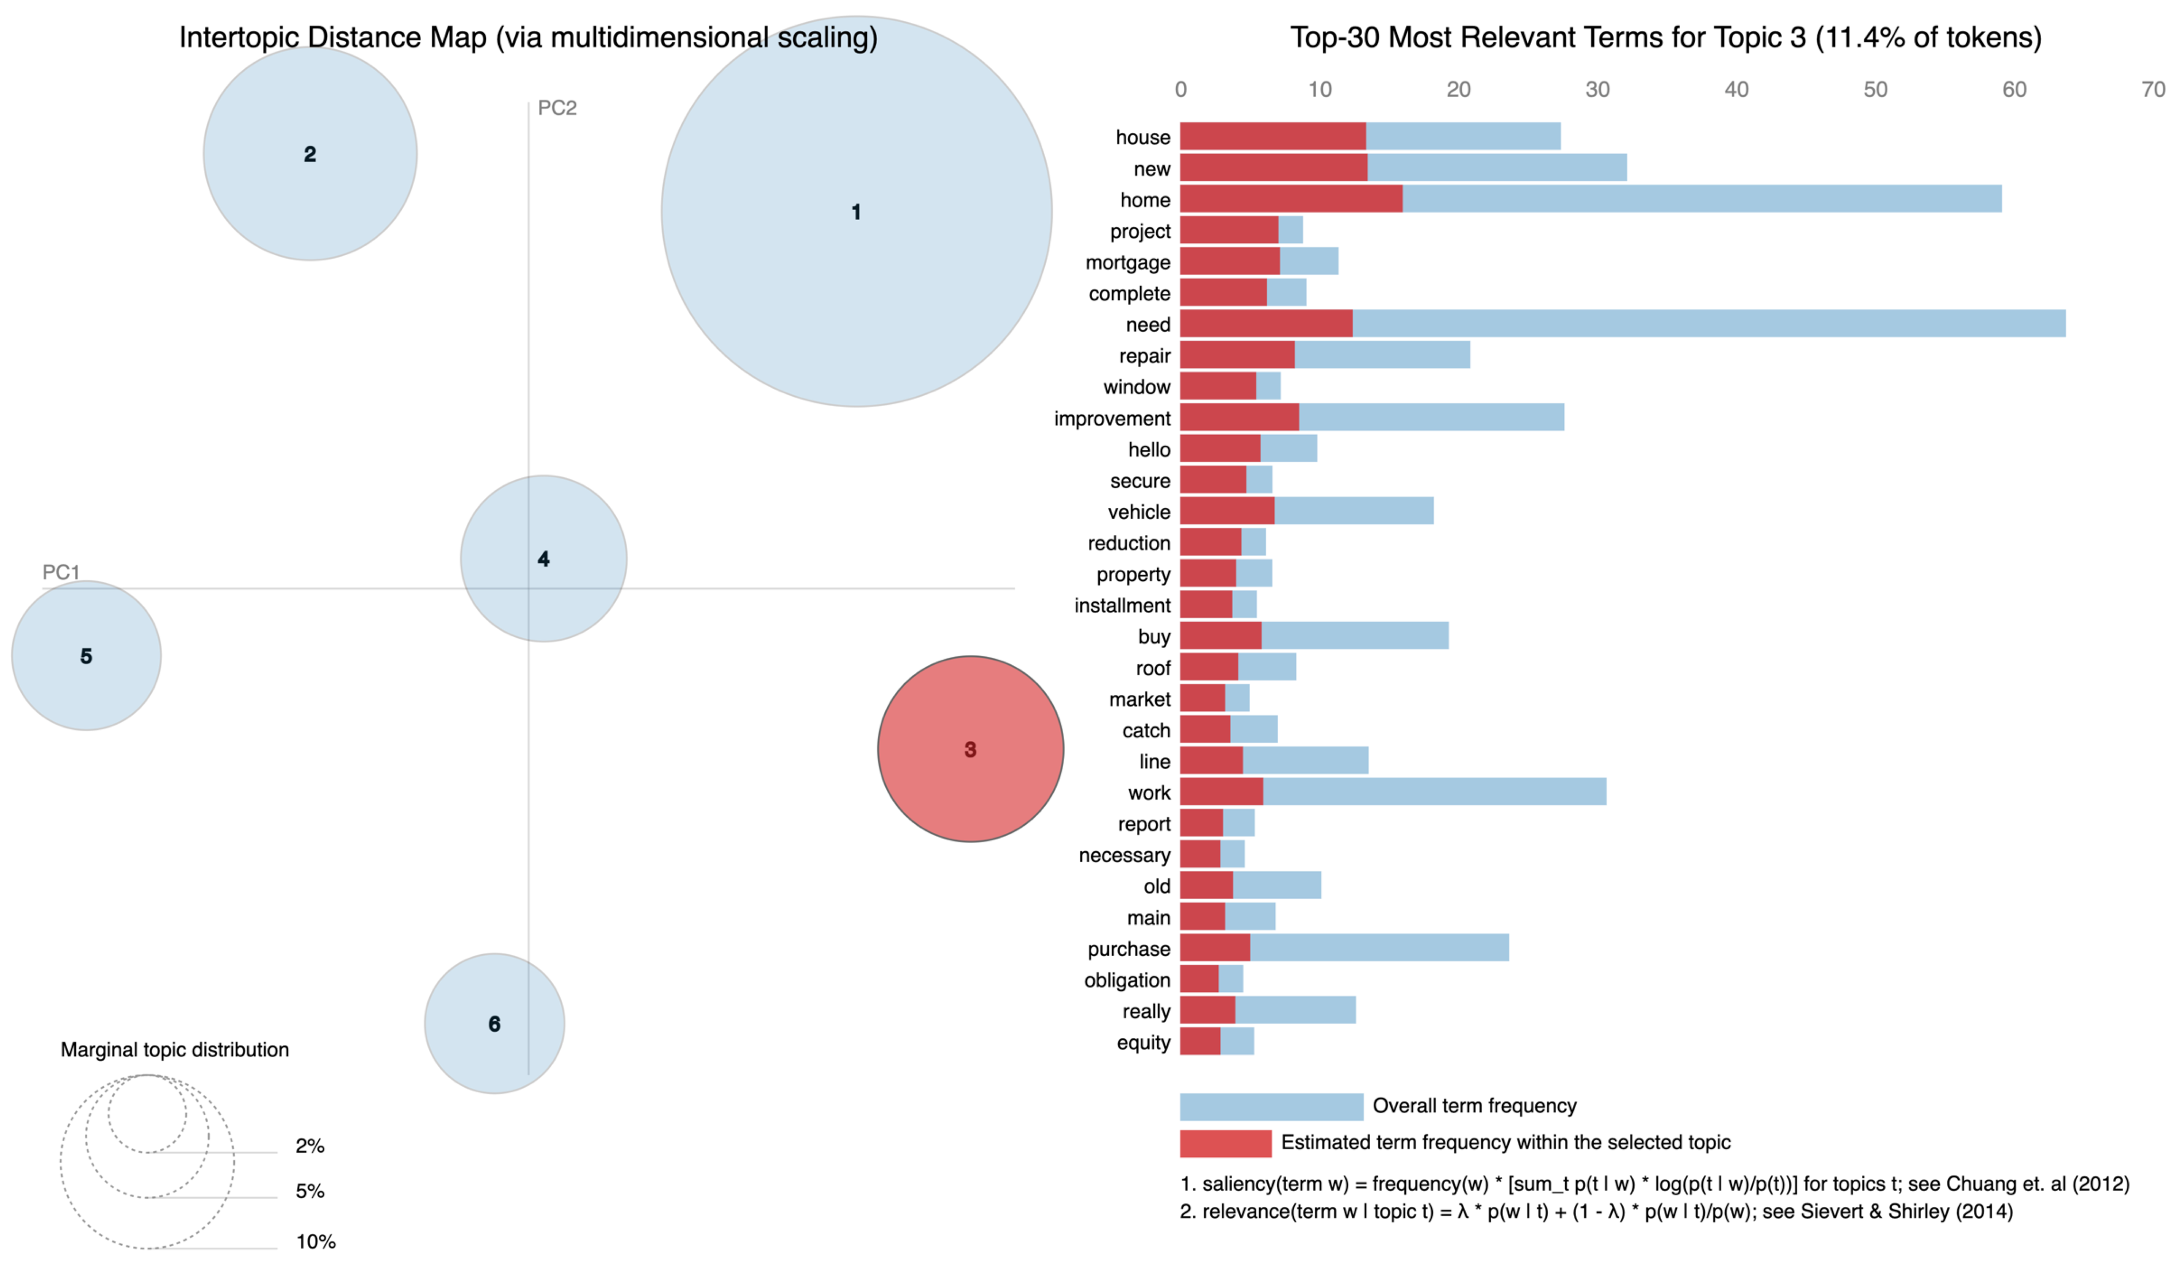 Intertopic Distance Map (via multidimensional scaling)
PC2
PC1
1
2
3
4
5
6
Marginal topic distribution
2%
5%
10%
Top-30 Most Relevant Terms for Topic 3 (11.4% of tokens)
0 10 20 30 40 50 60 70
house
new
home
project
mortgage
complete
need
repair
window
improvement
hello
secure
vehicle
reduction
property
installment
buy
roof
market
catch
line
work
report
necessary
old
main
purchase
obligation
really
equity
Overall term frequency
Estimated term frequency within the selected topic
1. saliency(term w) = frequency(w) * [sum_t p(t | w) * log(p(t | w)/p(t))] for topics t; see Chuang et. al (2012)
2. relevance(term w | topic t) = λ * p(w | t) + (1 - λ) * p(w | t)/p(w); see Sievert & Shirley (2014)